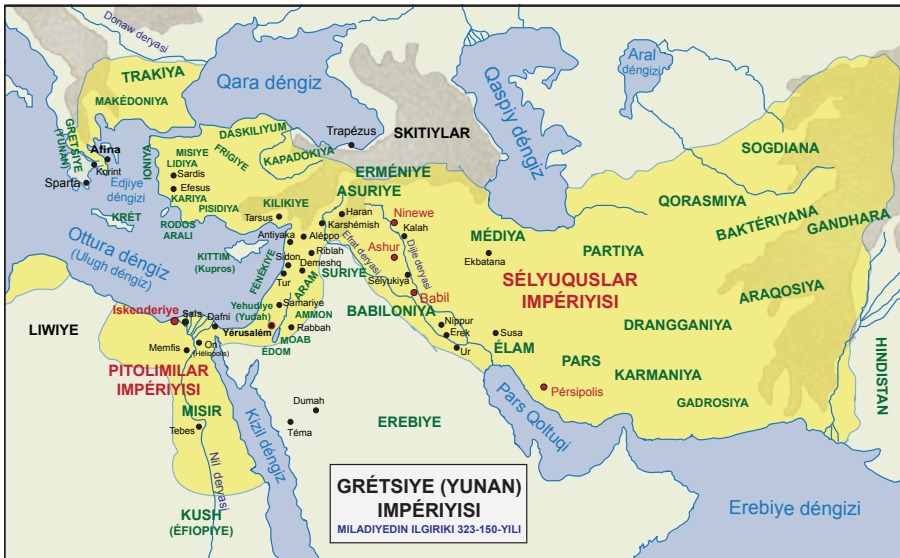 Donaw deryasi
TRAKIYA
MAKÉDONIYA
GRETSIYE
(YUNAN)
Afina
Korint
Sparta
Edjiye
déngizi
KRÉT
Qara déngiz
IONIYA
MISIYE
LIDIYA
Sardis
Efesus
KARIYA
PISIDIYA
FRIGIYE
DASKILIYUM
KAPADOKIYA
KILIKIYE
Tarsus
RODOS
ARALI
KITTIM
(Kupros)
Ottura déngiz
(Ulugh déngiz)
Trapézus
SKITIYLAR
Qaspiy déngiz
Aral
déngizi
ERMÉNIYE
ASURIYE
Haran
Karshémish
Ninewe
Kalah
Ashur
Antiyaka
Aléppo
Riblah
Demeshq
Sidon
Tur
FÉNÉKIYE
ARAM
SURIYE
Efrat deryasi
Dijle deryasi
Sélyukiya
Babil
BABILONIYA
Nippur
Erek
Ur
Samariye
Yehudiye
(Yudah)
AMMON
Rabbah
Yérusalém
MOAB
ÉDOM
MÉDIYA
Ekbatana
PARTIYA
SÉLYUQUSLAR
IMPÉRIYISI
SOGDIANA
QORASMIYA
BAKTÉRIYANA
GANDHARA
ARAQOSIYA
DRANGGANIYA
Susa
ÉLAM
PARS
Pérsipolis
KARMANIYA
GADROSIYA
HINDISTAN
LIWIYE
Iskenderiye
Sais
Dafni
On
(Héliopolis)
Memfis
PITOLIMILAR
IMPÉRIYISI
MISIR
Tebes
Nil deryasi
KUSH
(ÉFIOPIYE)
Kizil déngiz
Dumah
Téma
EREBIYE
Pars Qoltuqi
Erebiye déngizi
GRÉTSIYE (YUNAN)
IMPÉRIYISI
MILADIYEDIN ILGIRIKI 323-150-YILI